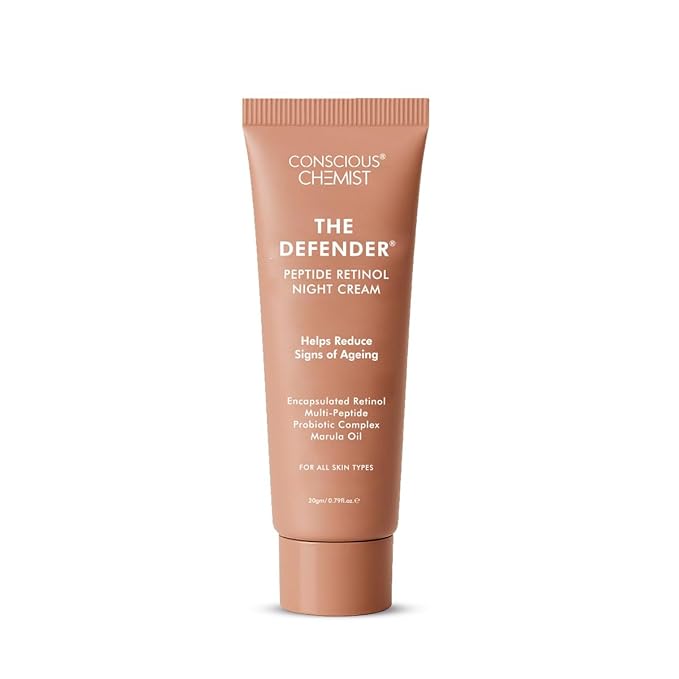 CONSCIOUS®
CHEMIST
THE
DEFENDER®
PEPTIDE RETINOL
NIGHT CREAM
Helps Reduce
Signs of Ageing
Encapsulated Retinol
Multi-Peptide
Probiotic Complex
Marula Oil
FOR ALL SKIN TYPES
20gm/0.79fl.oz.℮